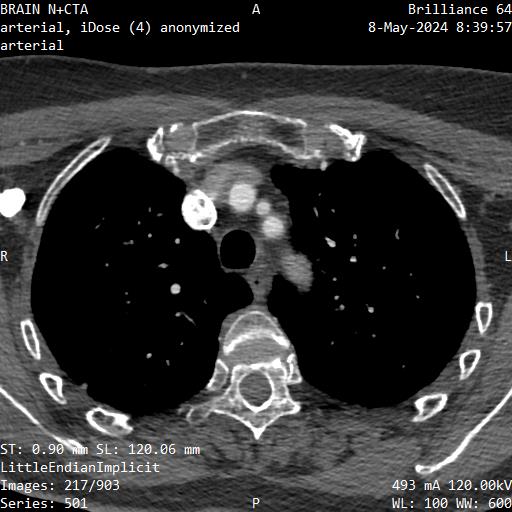 BRAIN N+CTA
A
Brilliance 64
arterial, iDose (4) anonymized
8-May-2024 8:39:57
arterial
R
L
ST: 0.90 mm SL: 120.06 mm
LittleEndianImplicit
Images: 217/903
493 mA 120.00kV
Series: 501
P
WL: 100 WW: 600